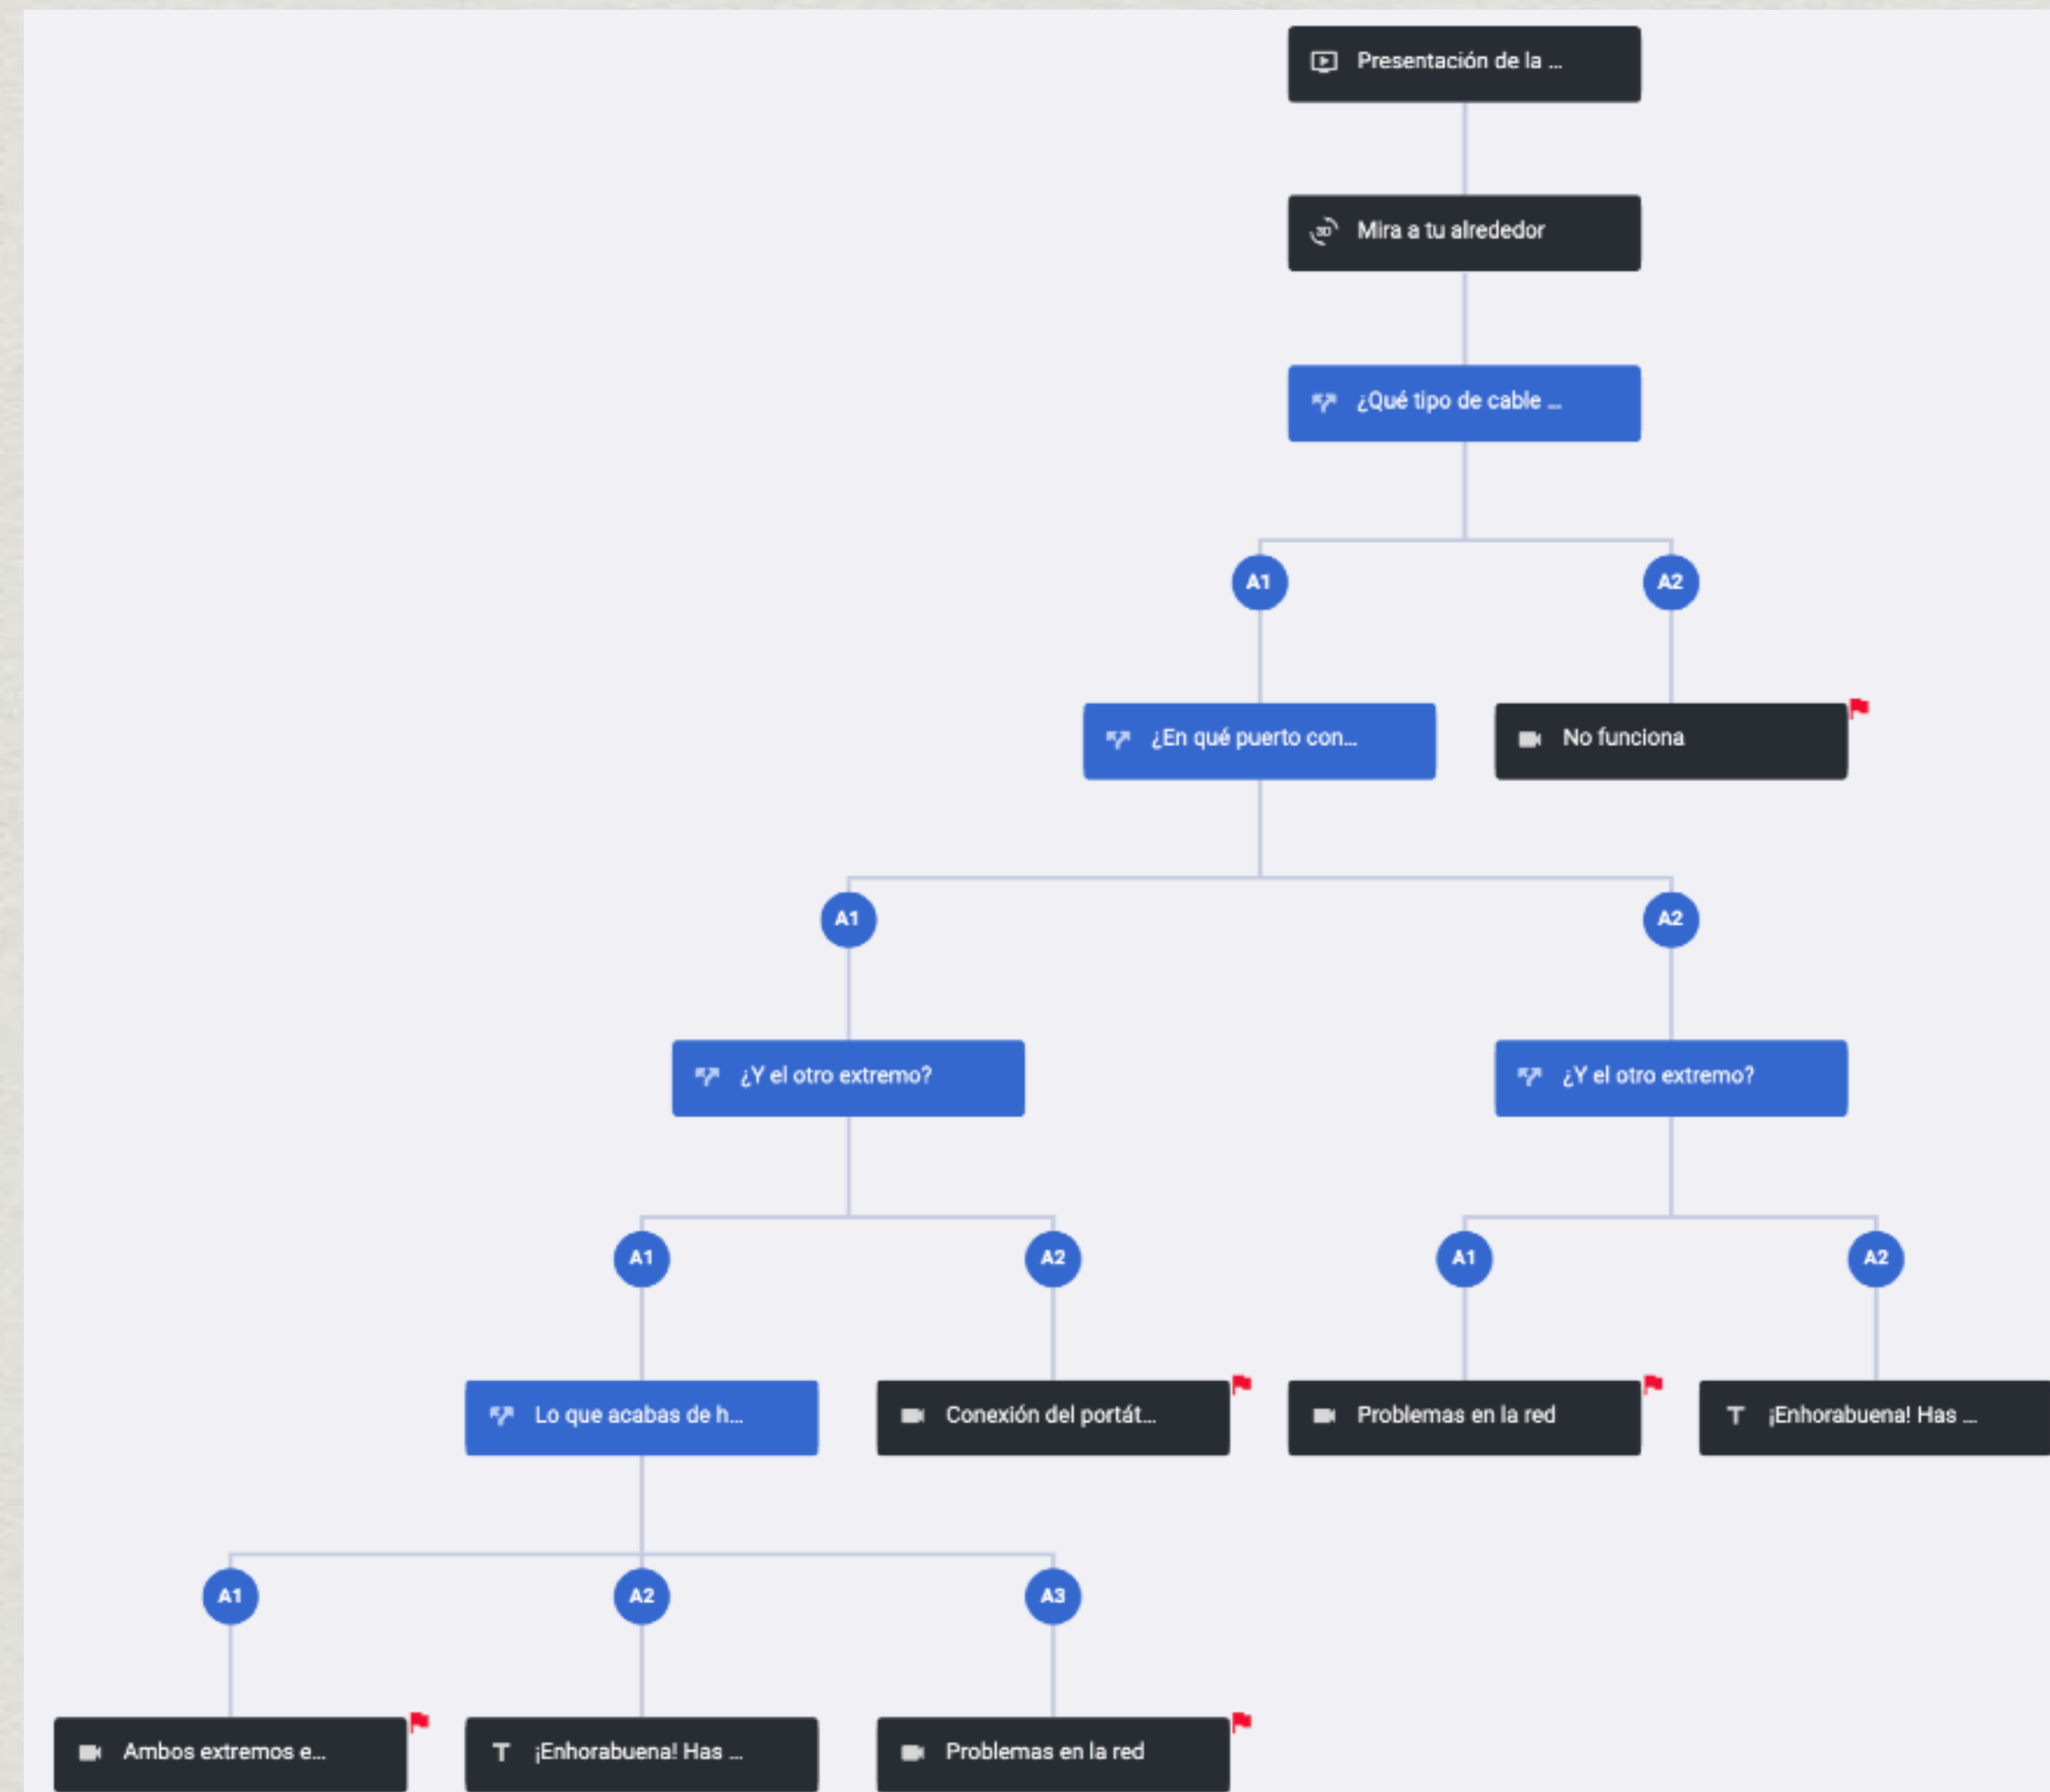 Presentación de la ...
3D
Mira a tu alrededor
¿Qué tipo de cable ...
A1
A2
¿En qué puerto con...
No funciona
A1
A2
¿Y el otro extremo?
¿Y el otro extremo?
A1
A2
A1
A2
Lo que acabas de h...
Conexión del portát...
Problemas en la red
T
¡Enhorabuena! Has ...
A1
A2
A3
Ambos extremos e...
T
¡Enhorabuena! Has ...
Problemas en la red